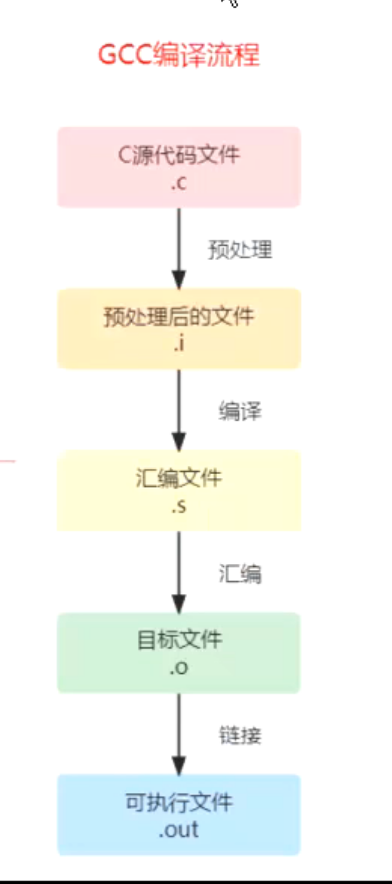 GCC编译流程
C源代码文件
.c
预处理
预处理后的文件
.i
编译
汇编文件
.s
汇编
目标文件
.o
链接
可执行文件
.out